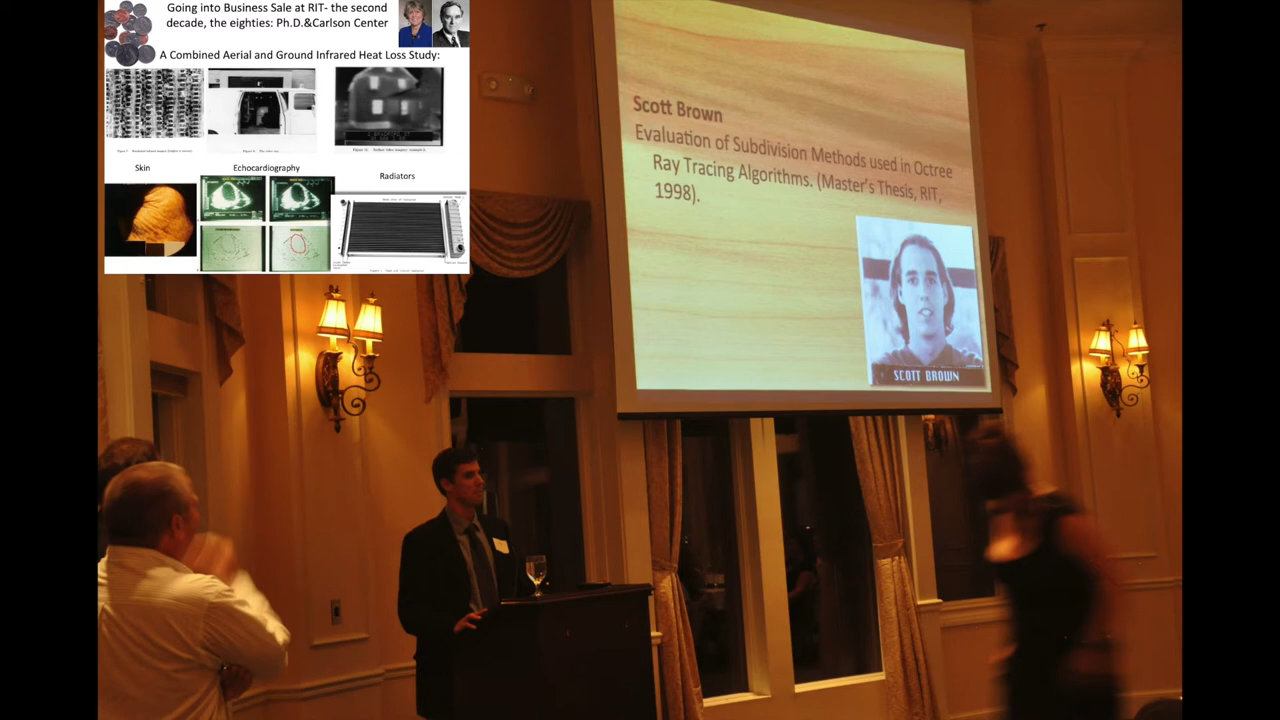 Going into Business Sale at RIT- the second
decade, the eighties: Ph.D.&Carlson Center
A Combined Aerial and Ground Infrared Heat Loss Study:
Skin
Echocardiography
Radiators
Scott Brown
Evaluation of Subdivision Methods used in Octree
Ray Tracing Algorithms. (Master's Thesis, RIT,
1998).
SCOTT BROWN